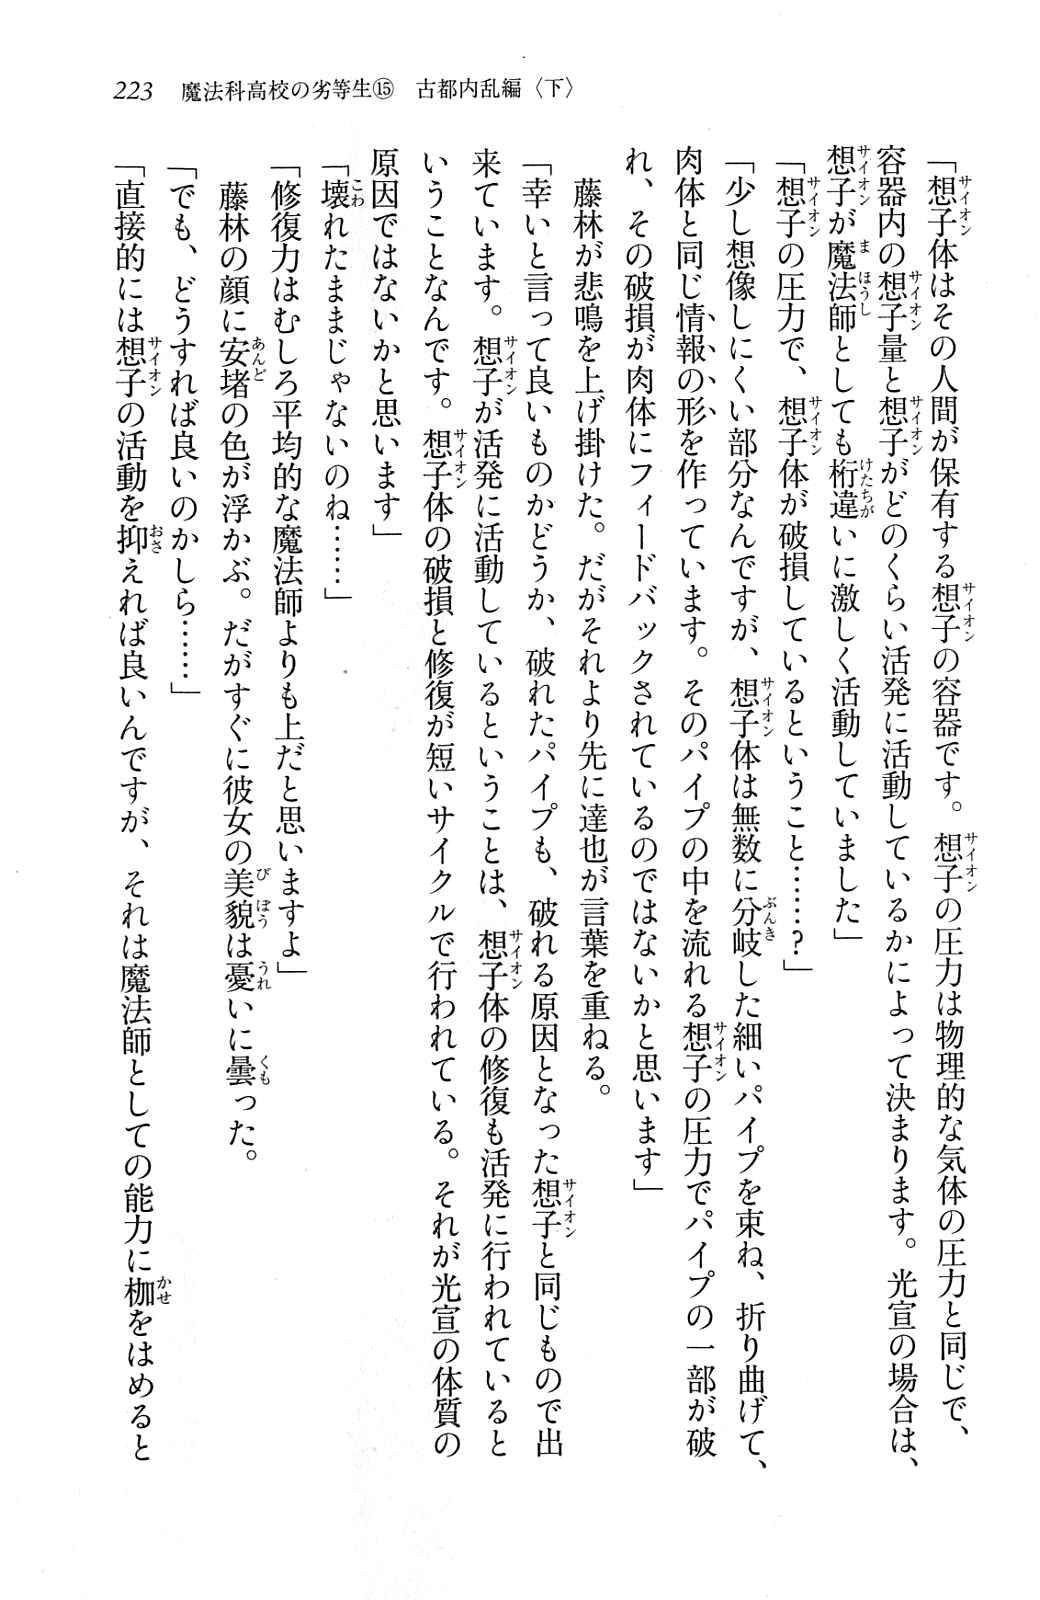 223　魔法科高校の劣等生⑮　古都内乱編〈下〉
「想子体はその人間が保有する想子の容器です。想子の圧力は物理的な気体の圧力と同じで、
容器内の想子量と想子がどのくらい活発に活動しているかによって決まります。光宣の場合は、
想子が魔法師としても桁違いに激しく活動していました」
「想子の圧力で、想子体が破損しているということ……？」
「少し想像しにくい部分なんですが、想子体は無数に分岐した細いパイプを束ね、折り曲げて、
肉体と同じ情報の形を作っています。そのパイプの中を流れる想子の圧力でパイプの一部が破
れ、その破損が肉体にフィードバックされているのではないかと思います」
　藤林が悲鳴を上げ掛けた。だがそれより先に達也が言葉を重ねる。
「幸いと言って良いものかどうか、破れたパイプも、破れる原因となった想子と同じもので出
来ています。想子が活発に活動しているということは、想子体の修復も活発に行われていると
いうことなんです。想子体の破損と修復が短いサイクルで行われている。それが光宣の体質の
原因ではないかと思います」
「壊れたままじゃないのね……」
「修復力はむしろ平均的な魔法師よりも上だと思いますよ」
　藤林の顔に安堵の色が浮かぶ。だがすぐに彼女の美貌は憂いに曇った。
「でも、どうすれば良いのかしら……」
「直接的には想子の活動を抑えれば良いんですが、それは魔法師としての能力に枷をはめると